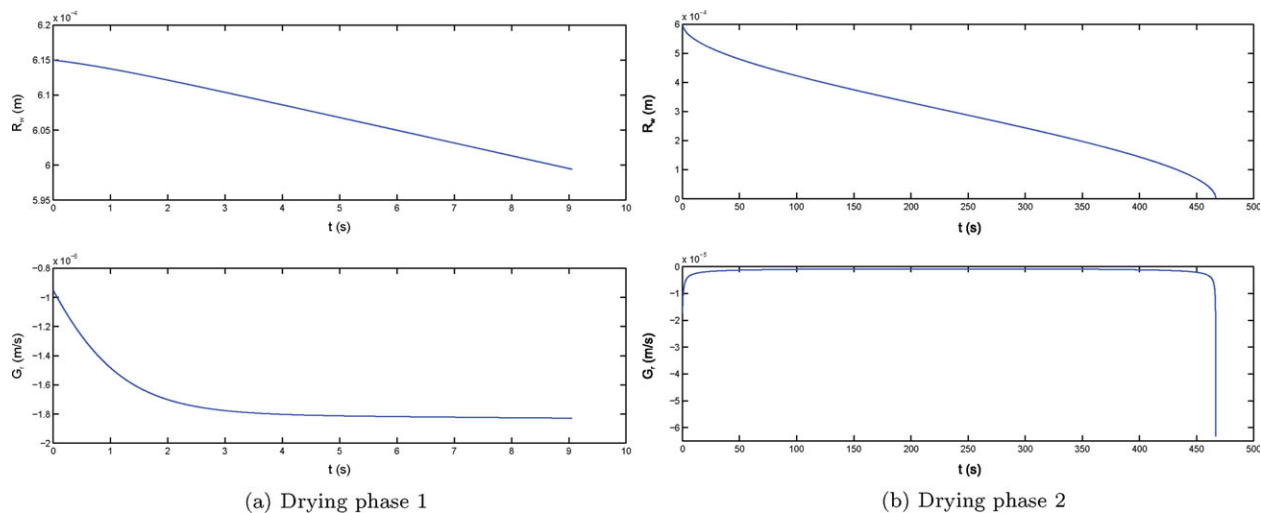 x 10⁻⁴
6.2
6.15
6.1
6.05
6
5.95
R_w (m)
0 1 2 3 4 5 6 7 8 9 10
t (s)
x 10⁻⁶
−0.8
−1
−1.2
−1.4
−1.6
−1.8
−2
G_r (m/s)
0 1 2 3 4 5 6 7 8 9 10
t (s)
(a) Drying phase 1
x 10⁻⁴
6
5
4
3
2
1
0
R_w (m)
0 50 100 150 200 250 300 350 400 450 500
t (s)
x 10⁻⁵
0
−1
−2
−3
−4
−5
−6
G_r (m/s)
0 50 100 150 200 250 300 350 400 450 500
t (s)
(b) Drying phase 2